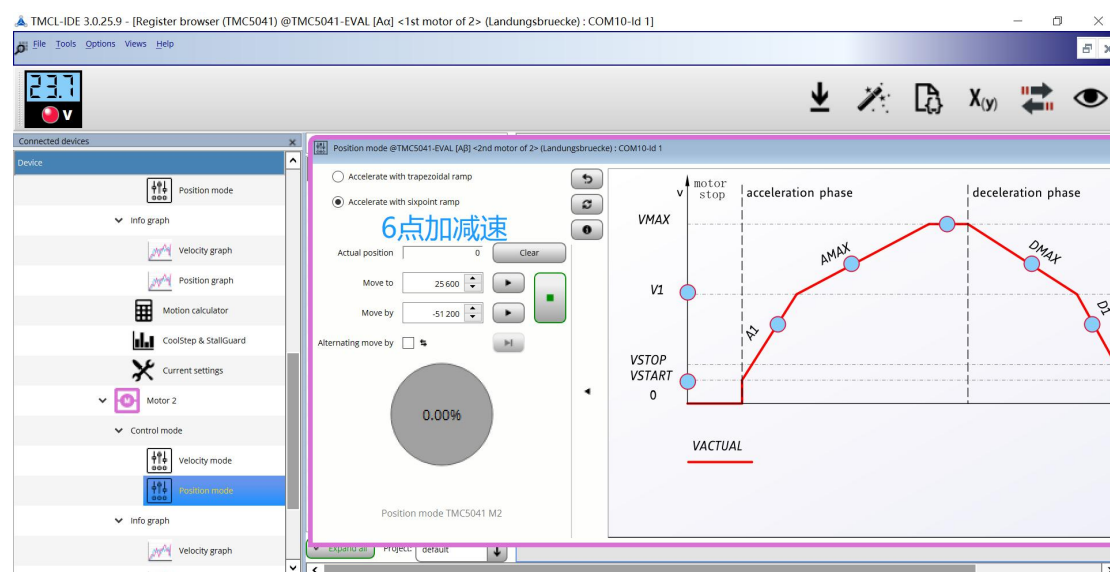 TMCL-IDE 3.0.25.9 - [Register browser (TMC5041) @TMC5041-EVAL [Aα] <1st motor of 2> (Landungsbruecke) : COM10-Id 1]
File Tools Options Views Help
23.7
V
X(y)
Connected devices
Device
Position mode
Info graph
Velocity graph
Position graph
Motion calculator
CoolStep & StallGuard
Current settings
Motor 2
Control mode
Velocity mode
Position mode
Info graph
Velocity graph
Position mode @TMC5041-EVAL [Aβ] <2nd motor of 2> (Landungsbruecke) : COM10-Id 1
Accelerate with trapezoidal ramp
Accelerate with sixpoint ramp
6点加减速
Actual position 0 Clear
Move to 25 600
Move by -51 200
Alternating move by
0.00%
Position mode TMC5041 M2
v motor stop
acceleration phase
deceleration phase
VMAX
AMAX
DMAX
V1
A1
D1
VSTOP
VSTART
0
VACTUAL
Expand all Project: default